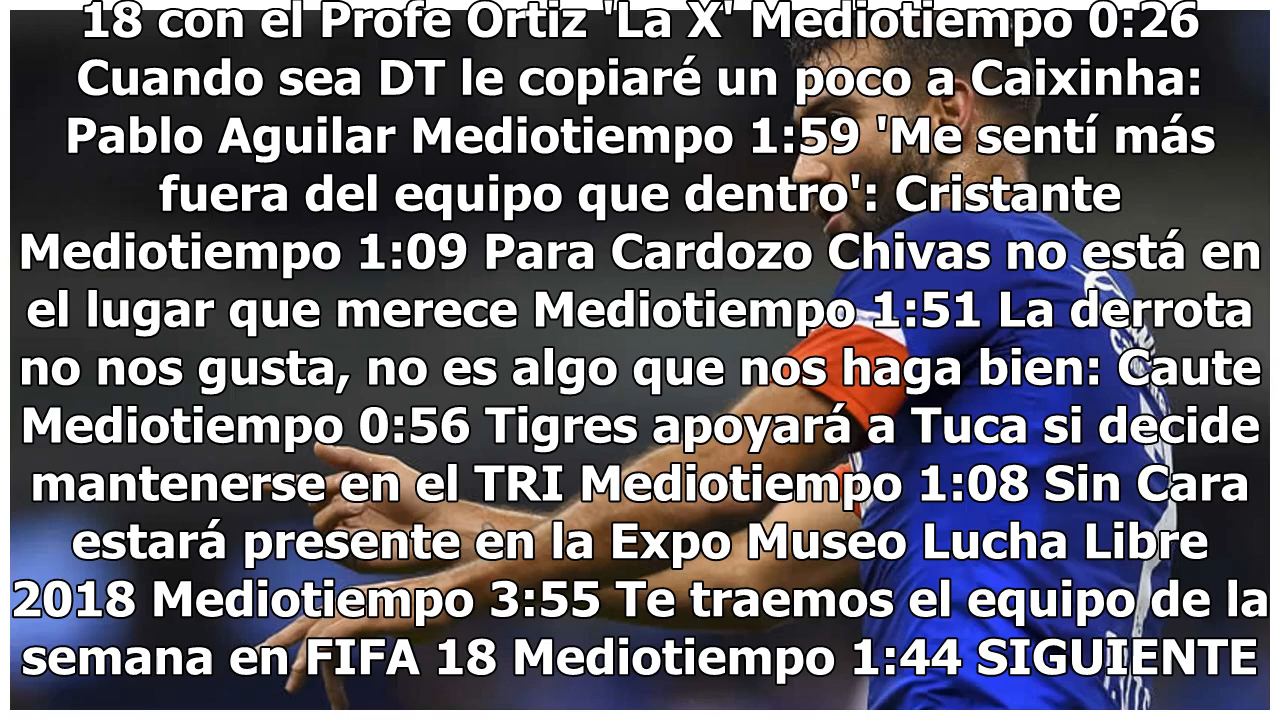 18 con el Profe Ortiz 'La X' Mediotiempo 0:26
Cuando sea DT le copiaré un poco a Caixinha:
Pablo Aguilar Mediotiempo 1:59 'Me sentí más
fuera del equipo que dentro': Cristante
Mediotiempo 1:09 Para Cardozo Chivas no está en
el lugar que merece Mediotiempo 1:51 La derrota
no nos gusta, no es algo que nos haga bien: Caute
Mediotiempo 0:56 Tigres apoyará a Tuca si decide
mantenerse en el TRI Mediotiempo 1:08 Sin Cara
estará presente en la Expo Museo Lucha Libre
2018 Mediotiempo 3:55 Te traemos el equipo de la
semana en FIFA 18 Mediotiempo 1:44 SIGUIENTE